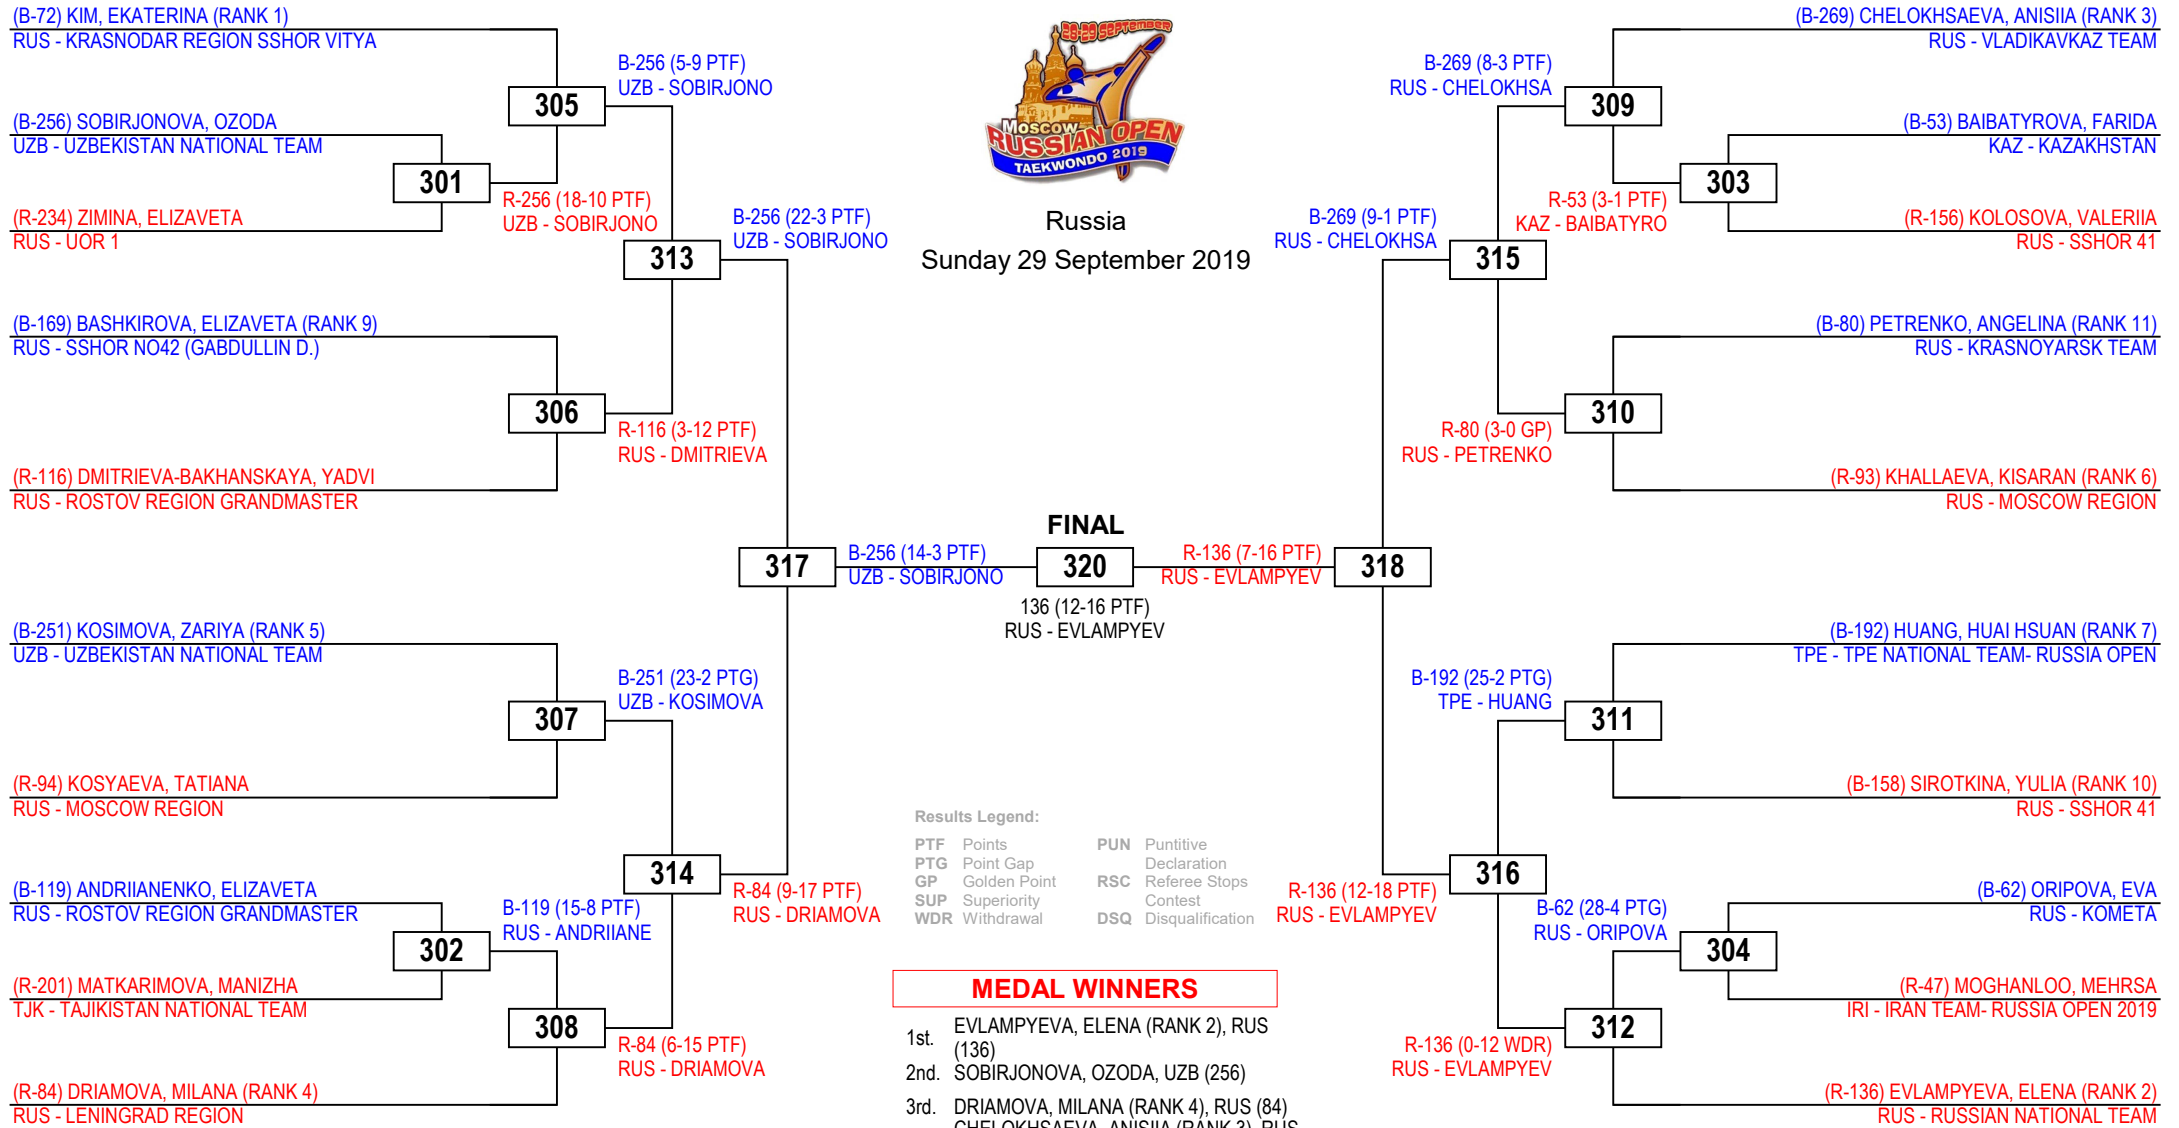 (B-72) KIM, EKATERINA (RANK 1)
RUS - KRASNODAR REGION SSHOR VITYA
(B-256) SOBIRJONOVA, OZODA
UZB - UZBEKISTAN NATIONAL TEAM
(R-234) ZIMINA, ELIZAVETA
RUS - UOR 1
(B-169) BASHKIROVA, ELIZAVETA (RANK 9)
RUS - SSHOR NO42 (GABDULLIN D.)
(R-116) DMITRIEVA-BAKHANSKAYA, YADVI
RUS - ROSTOV REGION GRANDMASTER
(B-251) KOSIMOVA, ZARIYA (RANK 5)
UZB - UZBEKISTAN NATIONAL TEAM
(R-94) KOSYAEVA, TATIANA
RUS - MOSCOW REGION
(B-119) ANDRIIANENKO, ELIZAVETA
RUS - ROSTOV REGION GRANDMASTER
(R-201) MATKARIMOVA, MANIZHA
TJK - TAJIKISTAN NATIONAL TEAM
(R-84) DRIAMOVA, MILANA (RANK 4)
RUS - LENINGRAD REGION
301
R-256 (18-10 PTF)
UZB - SOBIRJONO
302
B-119 (15-8 PTF)
RUS - ANDRIIANE
305
B-256 (5-9 PTF)
UZB - SOBIRJONO
306
R-116 (3-12 PTF)
RUS - DMITRIEVA
307
B-251 (23-2 PTG)
UZB - KOSIMOVA
308
R-84 (6-15 PTF)
RUS - DRIAMOVA
313
B-256 (22-3 PTF)
UZB - SOBIRJONO
314
R-84 (9-17 PTF)
RUS - DRIAMOVA
317
B-256 (14-3 PTF)
UZB - SOBIRJONO
28-29 SEPTEMBER
MOSCOW
RUSSIAN OPEN
TAEKWONDO 2019
Russia
Sunday 29 September 2019
FINAL
320
136 (12-16 PTF)
RUS - EVLAMPYEV
R-136 (7-16 PTF)
RUS - EVLAMPYEV
318
B-269 (9-1 PTF)
RUS - CHELOKHSA
315
R-136 (12-18 PTF)
RUS - EVLAMPYEV
316
B-269 (8-3 PTF)
RUS - CHELOKHSA
309
R-80 (3-0 GP)
RUS - PETRENKO
310
B-192 (25-2 PTG)
TPE - HUANG
311
R-136 (0-12 WDR)
RUS - EVLAMPYEV
312
R-53 (3-1 PTF)
KAZ - BAIBATYRO
303
B-62 (28-4 PTG)
RUS - ORIPOVA
304
(B-269) CHELOKHSAEVA, ANISIIA (RANK 3)
RUS - VLADIKAVKAZ TEAM
(B-53) BAIBATYROVA, FARIDA
KAZ - KAZAKHSTAN
(R-156) KOLOSOVA, VALERIIA
RUS - SSHOR 41
(B-80) PETRENKO, ANGELINA (RANK 11)
RUS - KRASNOYARSK TEAM
(R-93) KHALLAEVA, KISARAN (RANK 6)
RUS - MOSCOW REGION
(B-192) HUANG, HUAI HSUAN (RANK 7)
TPE - TPE NATIONAL TEAM- RUSSIA OPEN
(B-158) SIROTKINA, YULIA (RANK 10)
RUS - SSHOR 41
(B-62) ORIPOVA, EVA
RUS - KOMETA
(R-47) MOGHANLOO, MEHRSA
IRI - IRAN TEAM- RUSSIA OPEN 2019
(R-136) EVLAMPYEVA, ELENA (RANK 2)
RUS - RUSSIAN NATIONAL TEAM
Results Legend:
PTF Points
PTG Point Gap
GP Golden Point
SUP Superiority
WDR Withdrawal
PUN Puntitive
Declaration
RSC Referee Stops
Contest
DSQ Disqualification
MEDAL WINNERS
1st. EVLAMPYEVA, ELENA (RANK 2), RUS
(136)
2nd. SOBIRJONOVA, OZODA, UZB (256)
3rd. DRIAMOVA, MILANA (RANK 4), RUS (84)
CHELOKHSAEVA, ANISIIA (RANK 3), RUS